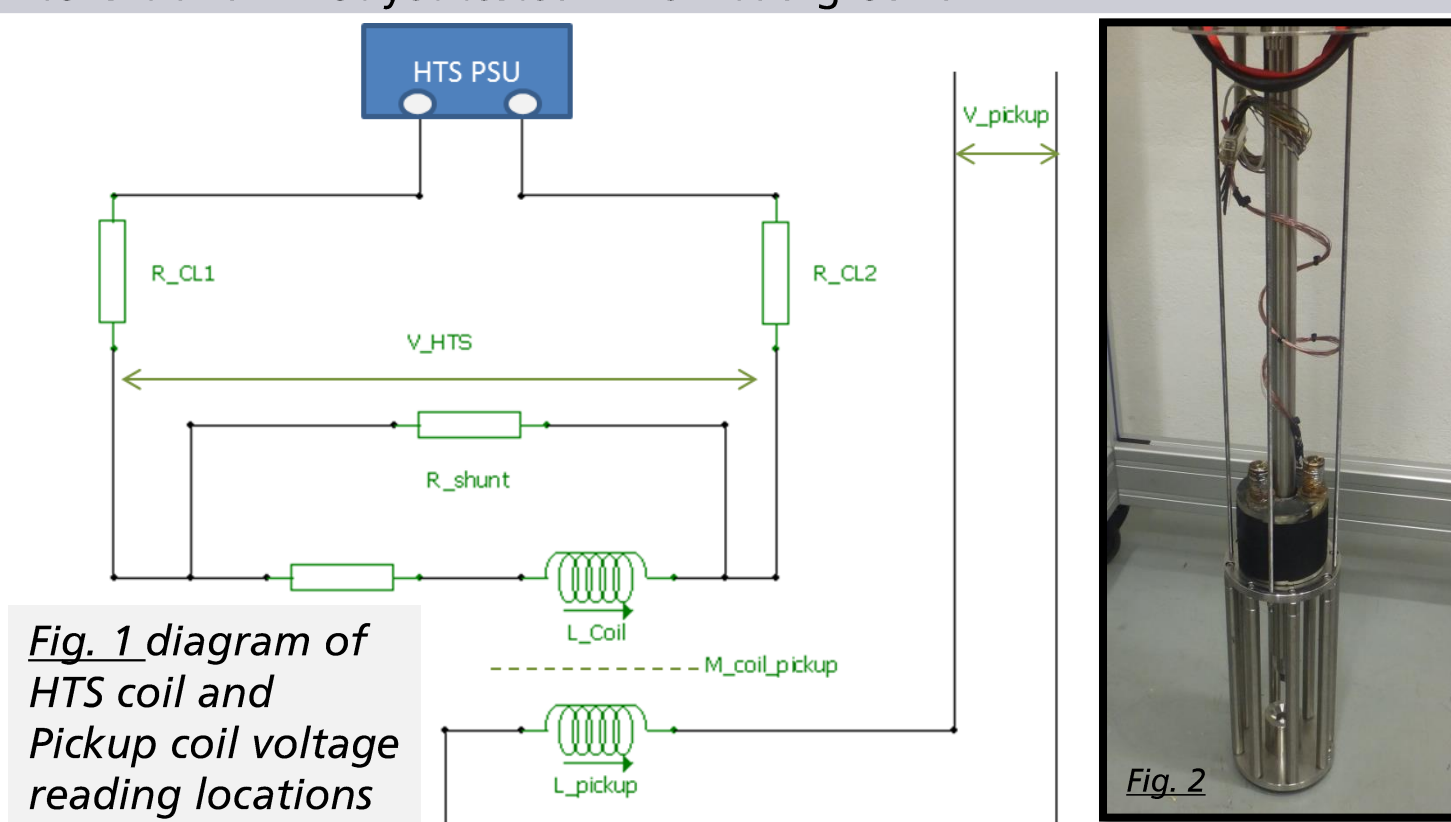 HTS PSU
V_pickup
R_CL1
R_CL2
V_HTS
R_shunt
L_Coil
M_coil_pickup
L_pickup
Fig. 1 diagram of
HTS coil and
Pickup coil voltage
reading locations
Fig. 2